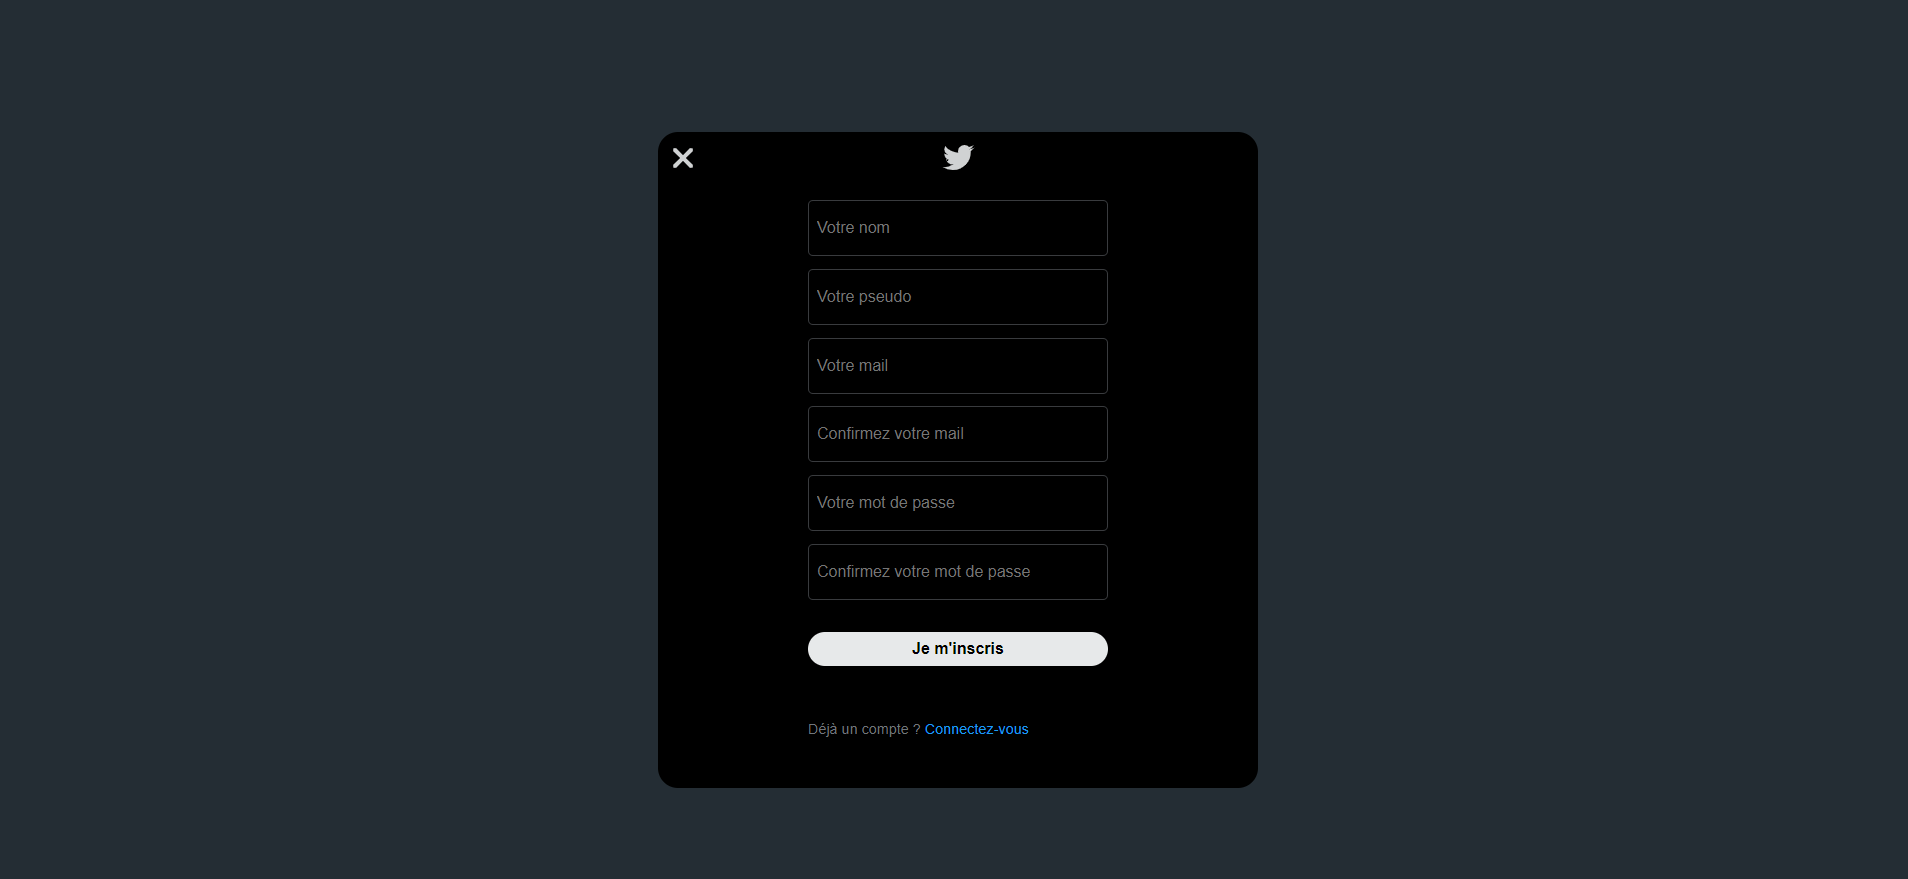 Votre nom
Votre pseudo
Votre mail
Confirmez votre mail
Votre mot de passe
Confirmez votre mot de passe
Je m'inscris
Déjà un compte ? Connectez-vous